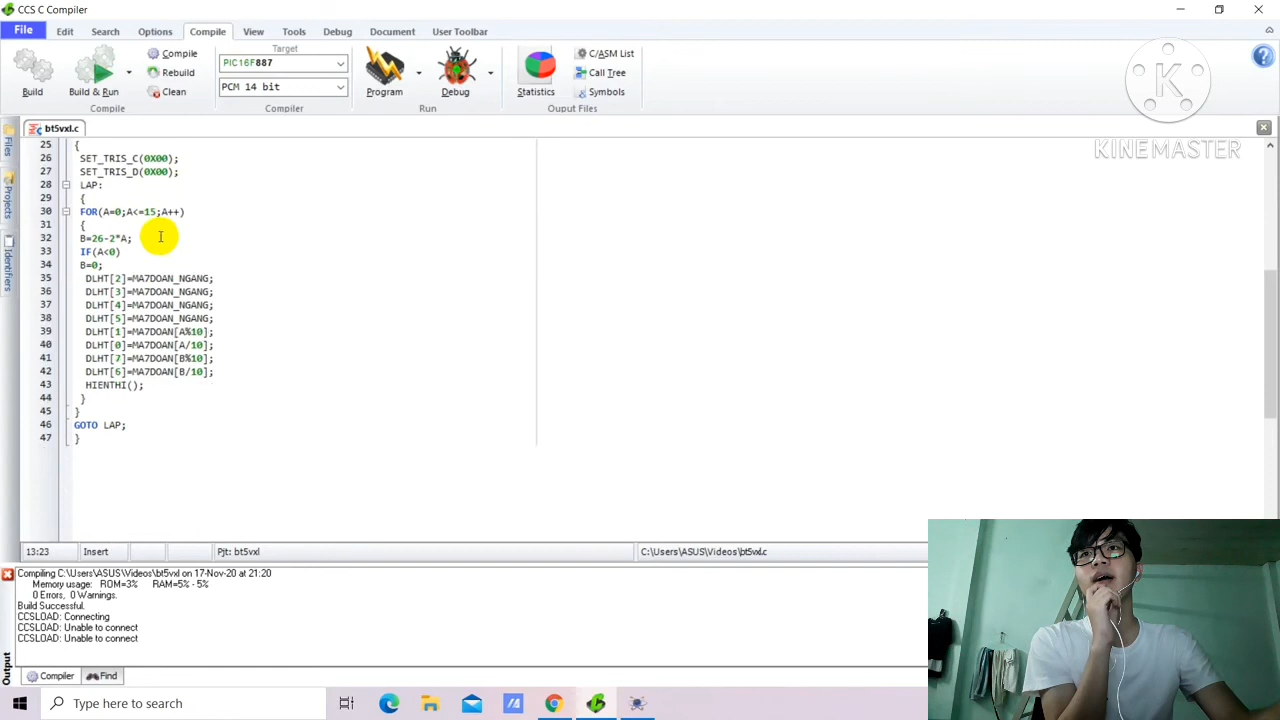 CCS C Compiler
File Edit Search Options Compile View Tools Debug Document User Toolbar
Build
Build & Run
Compile
Rebuild
Clean
Compile
Target
PIC16F887
PCM 14 bit
Compiler
Program
Debug
Run
Statistics
C/ASM List
Call Tree
Symbols
Ouput Files
K
KINEMASTER
bt5vxl.c
Files
Projects
Identifiers
25 {
26 SET_TRIS_C(0X00);
27 SET_TRIS_D(0X00);
28 LAP:
29 {
30 FOR(A=0;A<=15;A++)
31 {
32 B=26-2*A;
33 IF(A<0)
34 B=0;
35 DLHT[2]=MA7DOAN_NGANG;
36 DLHT[3]=MA7DOAN_NGANG;
37 DLHT[4]=MA7DOAN_NGANG;
38 DLHT[5]=MA7DOAN_NGANG;
39 DLHT[1]=MA7DOAN[A%10];
40 DLHT[0]=MA7DOAN[A/10];
41 DLHT[7]=MA7DOAN[B%10];
42 DLHT[6]=MA7DOAN[B/10];
43 HIENTHI();
44 }
45 }
46 GOTO LAP;
47 }
13:23 Insert Pjt: bt5vxl C:\Users\ASUS\Videos\bt5vxl.c
Compiling C:\Users\ASUS\Videos\bt5vxl on 17-Nov-20 at 21:20
Memory usage: ROM=3% RAM=5% - 5%
0 Errors, 0 Warnings.
Build Successful.
CCSLOAD: Connecting
CCSLOAD: Unable to connect
CCSLOAD: Unable to connect
Output
Compiler Find
Type here to search